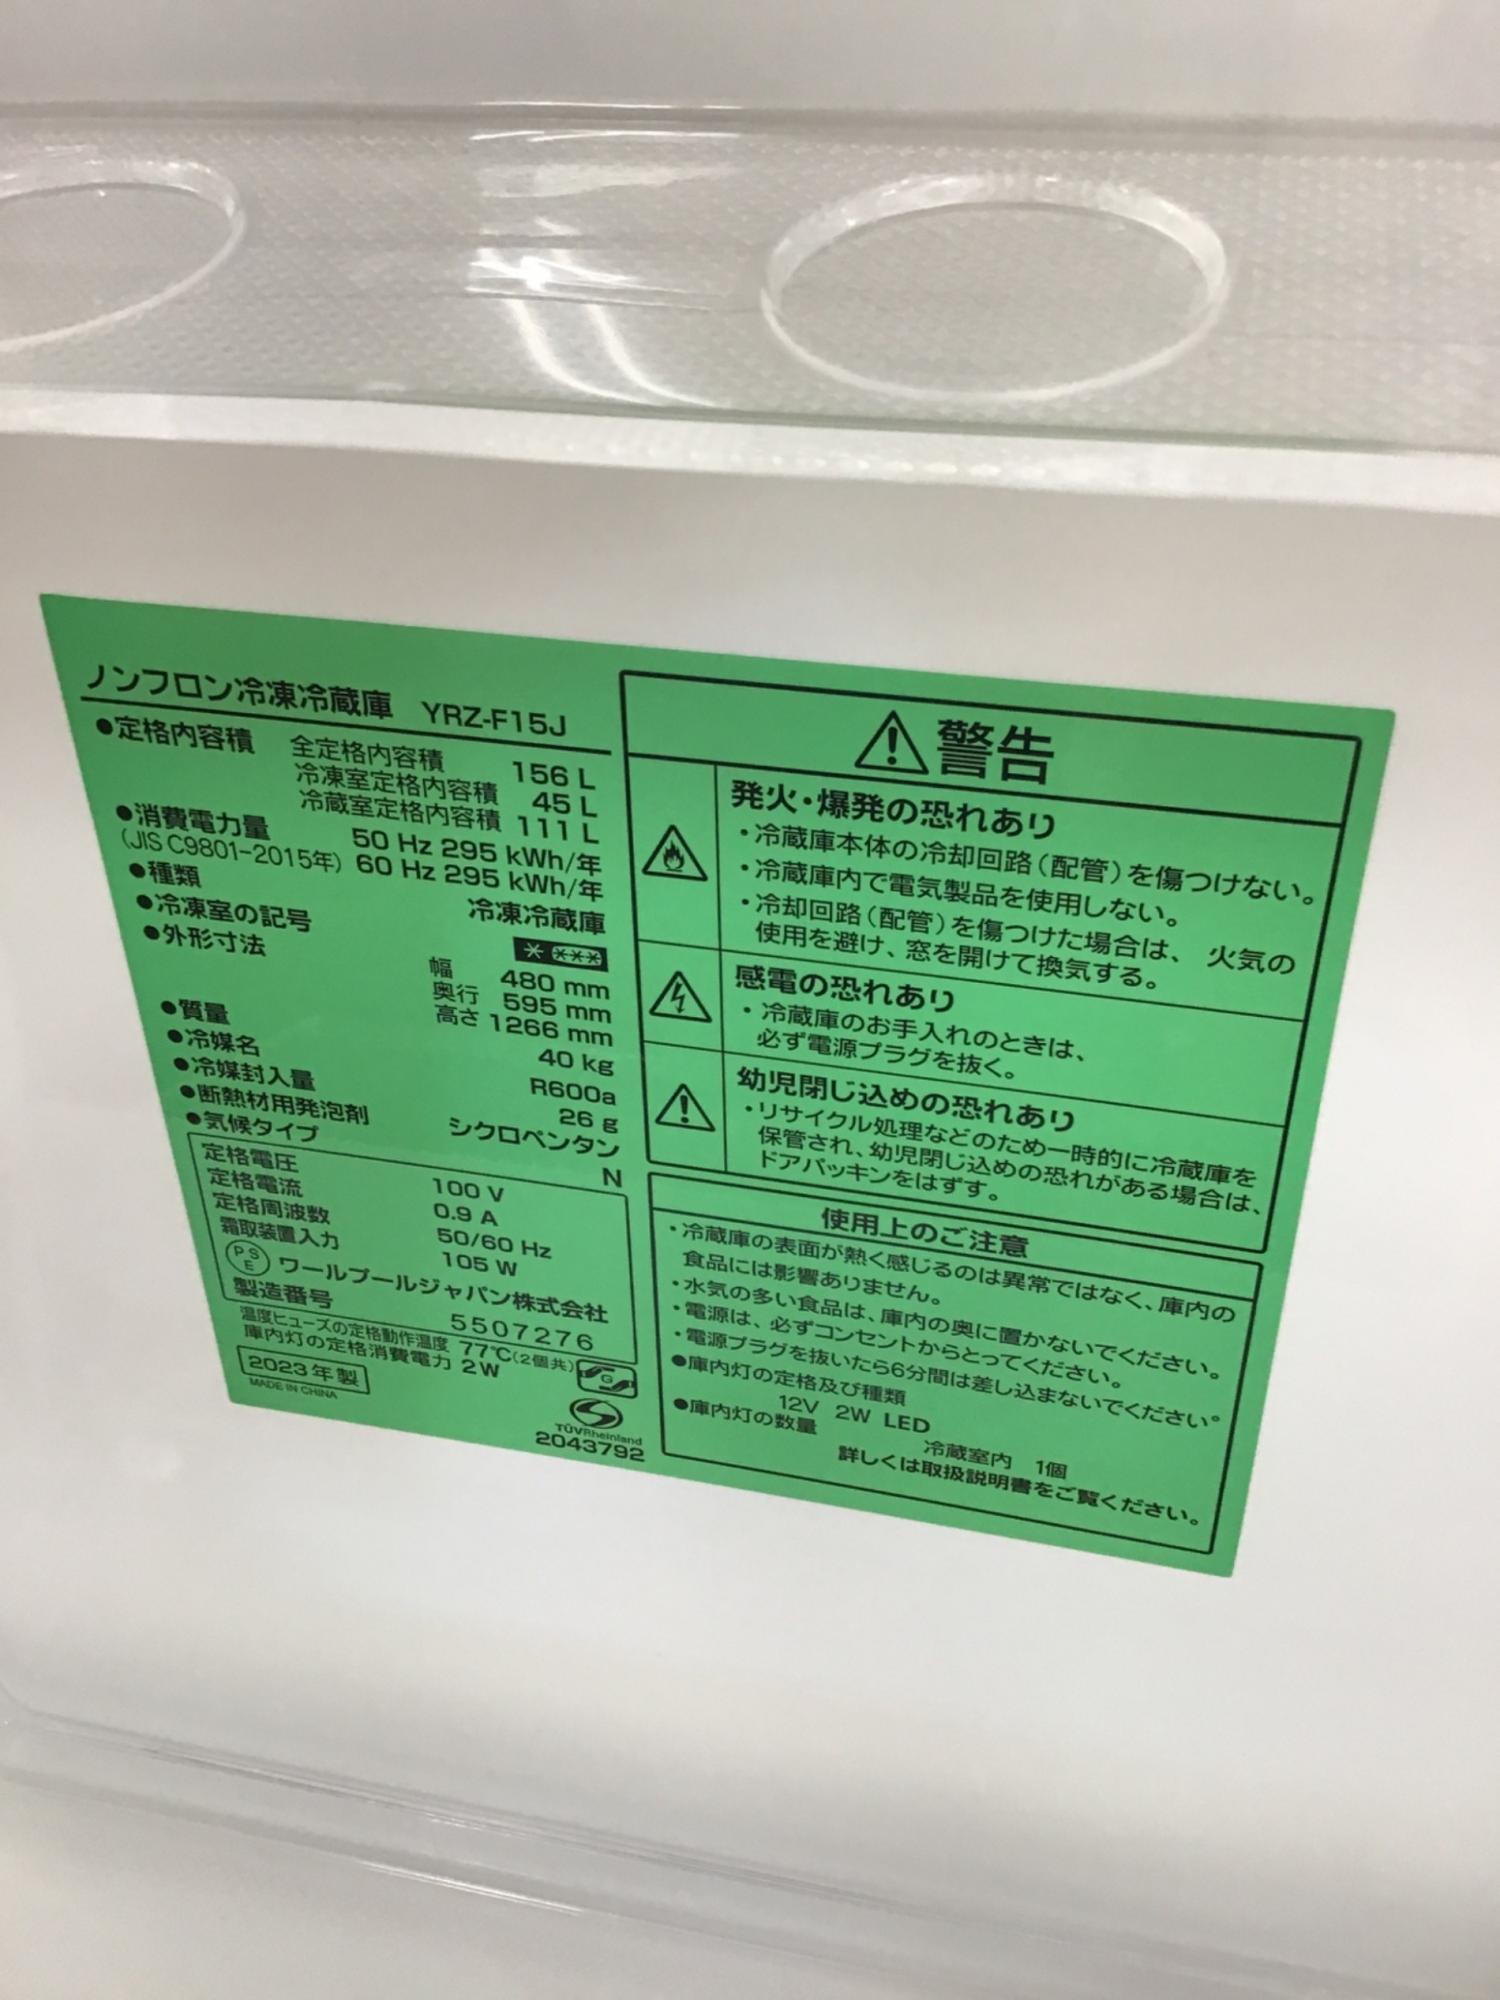 ノンフロン冷凍冷蔵庫 YRZ-F15J
●定格内容積 全定格内容積 156 L
冷凍室定格内容積 45 L
冷蔵室定格内容積 111 L
●消費電力量 50 Hz 295 kWh/年
(JIS C9801-2015年) 60 Hz 295 kWh/年
●種類 冷凍冷蔵庫
●冷凍室の記号
●外形寸法 幅 480 mm
奥行 595 mm
高さ 1266 mm
●質量 40 kg
●冷媒名 R600a
●冷媒封入量 26 g
●断熱材用発泡剤 シクロペンタン
●気候タイプ N
定格電圧 100 V
定格電流 0.9 A
定格周波数 50/60 Hz
霜取装置入力 105 W
PSE ワールプールジャパン株式会社
製造番号 5507276
温度ヒューズの定格動作温度 77℃(2個共)
庫内灯の定格消費電力 2W
2023年製
MADE IN CHINA
G
TÜVRheinland
2043792
警告
発火・爆発の恐れあり
・冷蔵庫本体の冷却回路(配管)を傷つけない。
・冷蔵庫内で電気製品を使用しない。
・冷却回路(配管)を傷つけた場合は、火気の
使用を避け、窓を開けて換気する。
感電の恐れあり
・冷蔵庫のお手入れのときは、
必ず電源プラグを抜く。
幼児閉じ込めの恐れあり
・リサイクル処理などのため一時的に冷蔵庫を
保管され、幼児閉じ込めの恐れがある場合は、
ドアパッキンをはずす。
使用上のご注意
・冷蔵庫の表面が熱く感じるのは異常ではなく、庫内の
食品には影響ありません。
・水気の多い食品は、庫内の奥に置かないでください。
・電源は、必ずコンセントからとってください。
・電源プラグを抜いたら6分間は差し込まないでください。
●庫内灯の定格及び種類
12V 2W LED
●庫内灯の数量 冷蔵室内 1個
詳しくは取扱説明書をご覧ください。